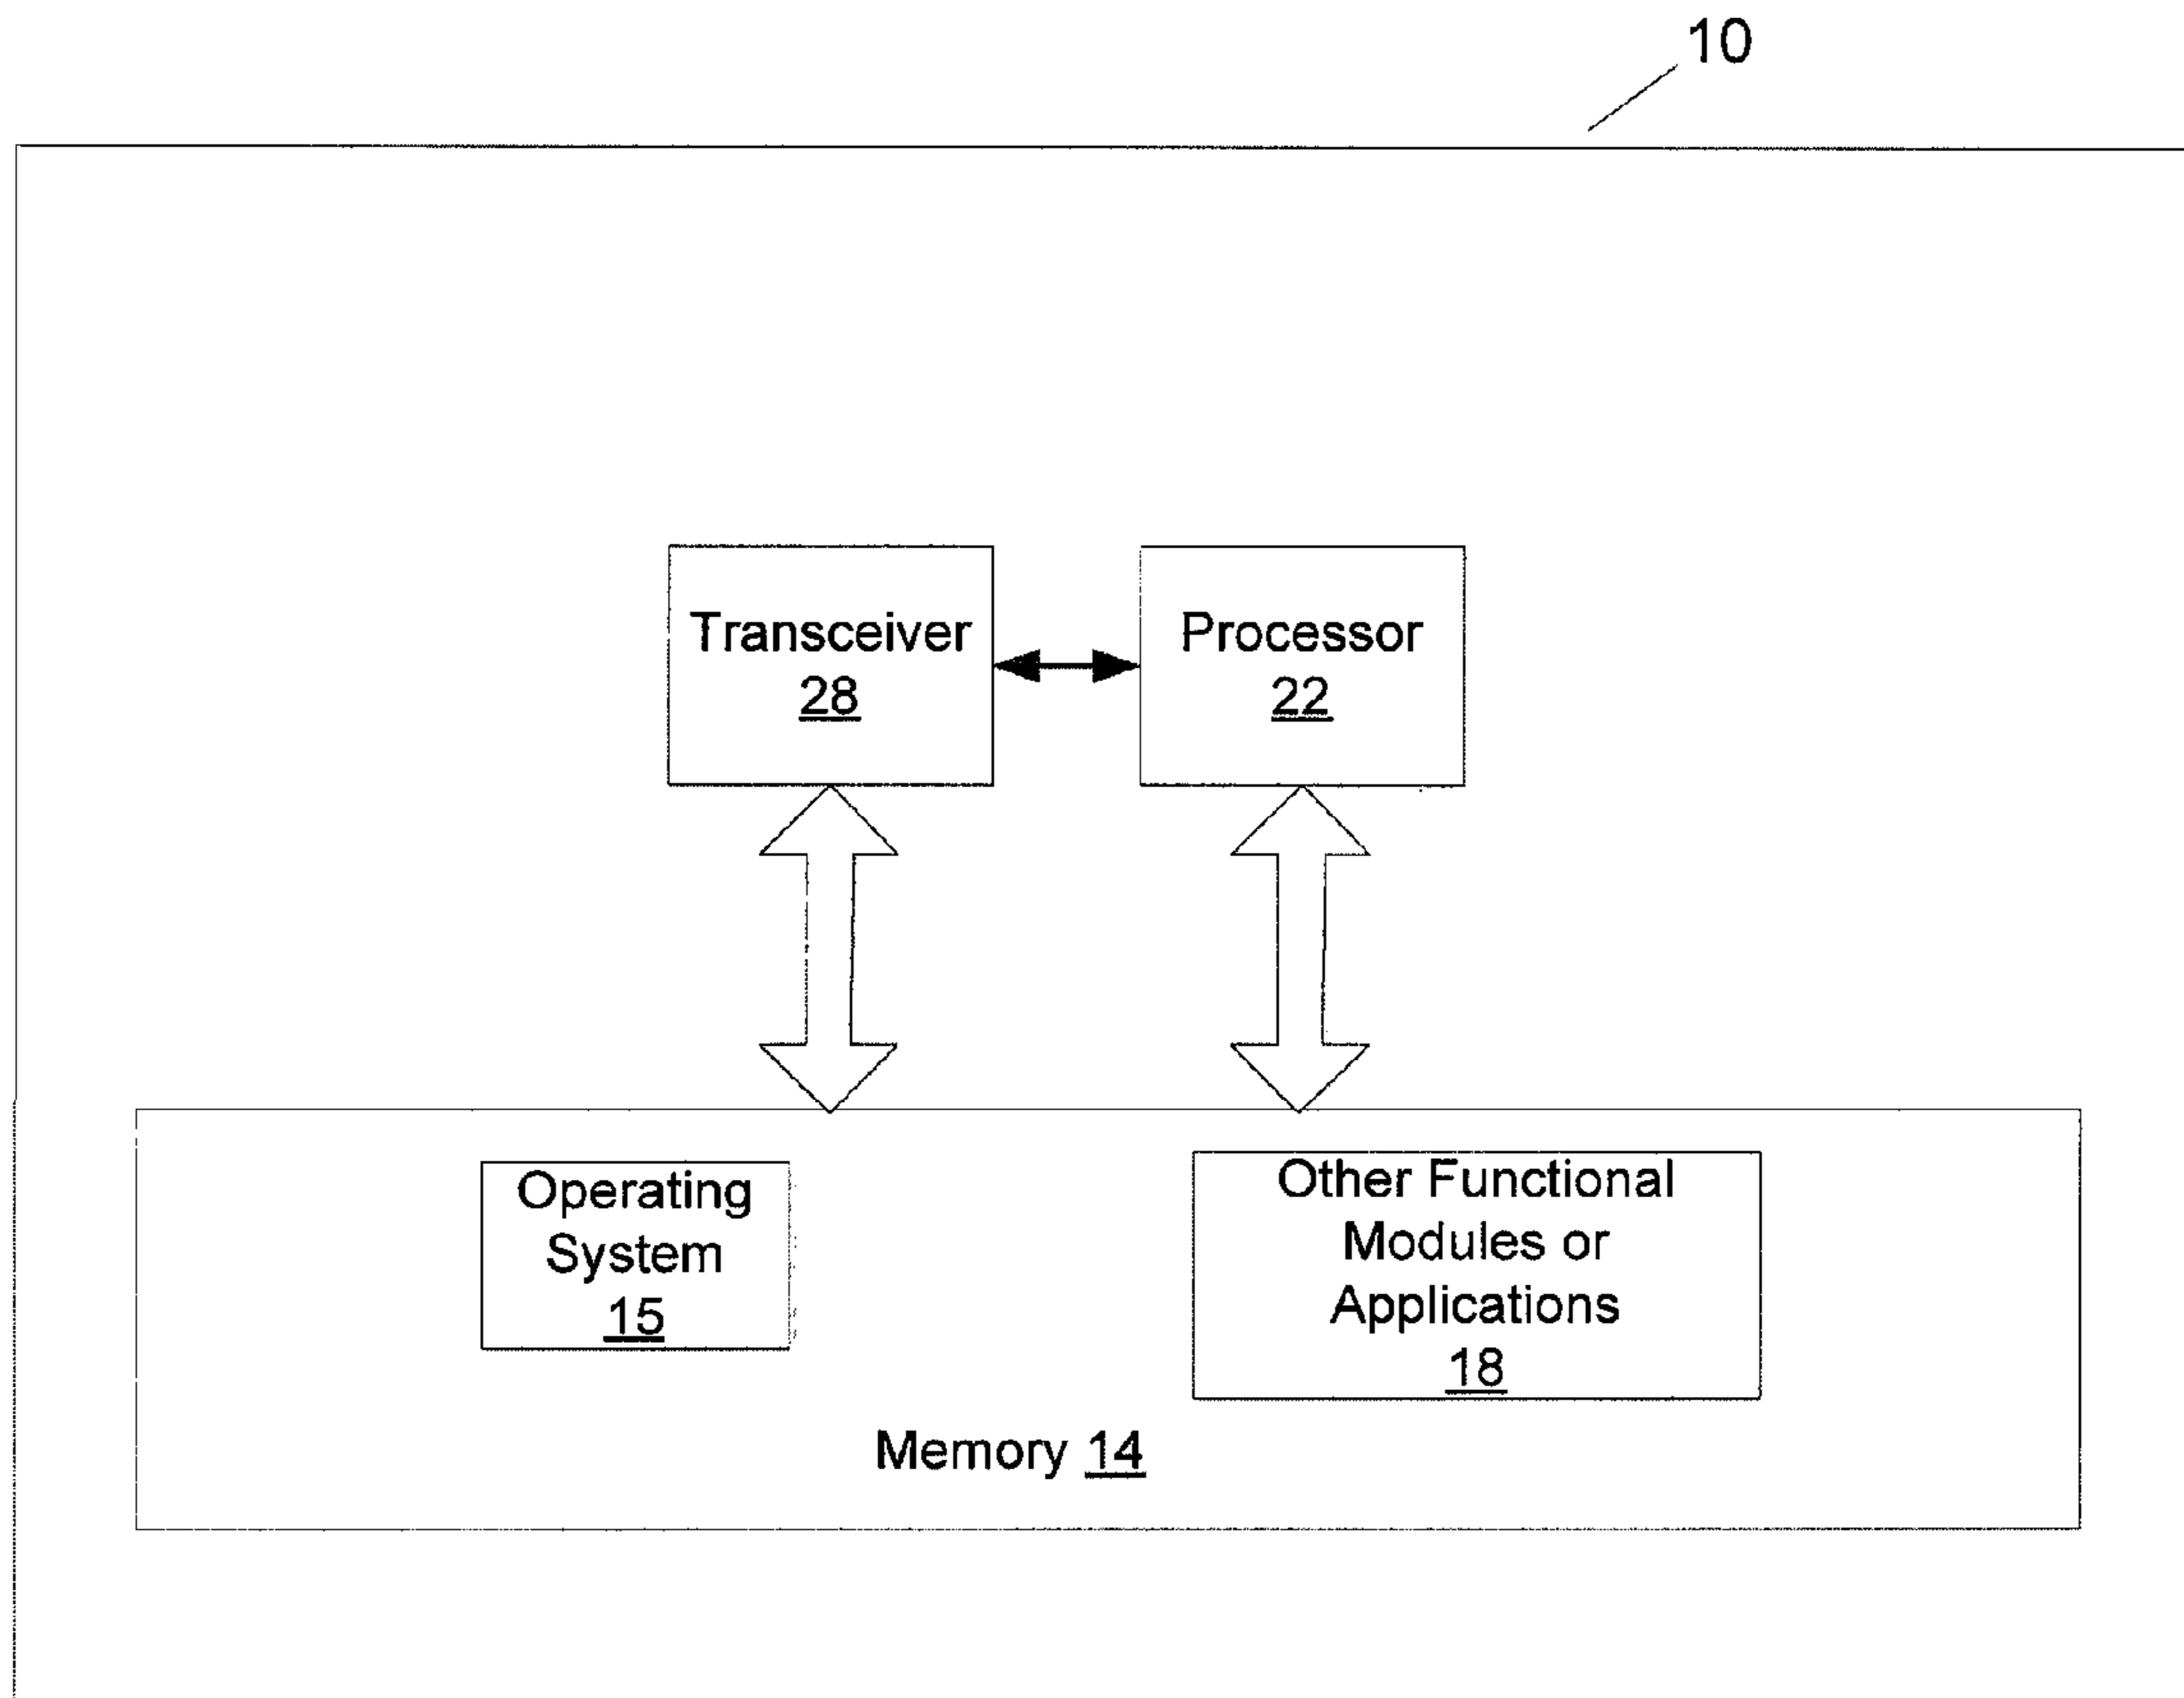 10
Transceiver
28
Processor
22
Operating
System
15
Other Functional
Modules or
Applications
18
Memory 14